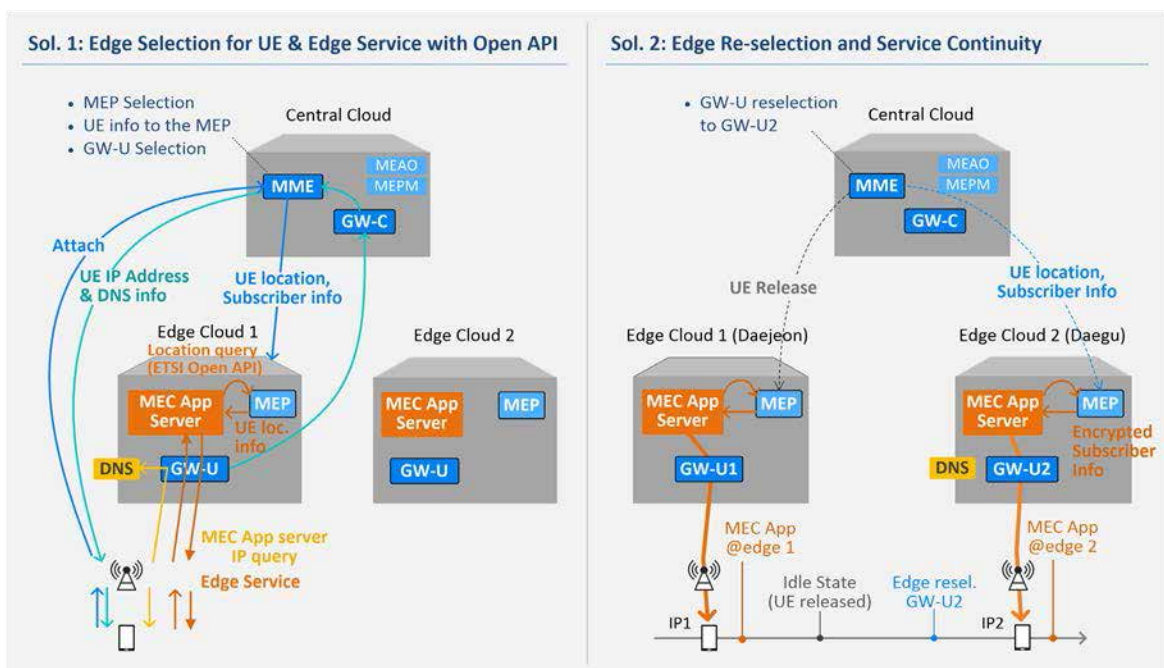 Sol. 1: Edge Selection for UE & Edge Service with Open API
• MEP Selection
• UE info to the MEP
• GW-U Selection
Central Cloud
MEAO
MEPM
MME
GW-C
Attach
UE IP Address
& DNS info
UE location,
Subscriber info
Edge Cloud 1
Location query
(ETSI Open API)
MEC App
Server
MEP
UE loc.
info
DNS
GW-U
Edge Cloud 2
MEC App
Server
MEP
GW-U
MEC App server
IP query
Edge Service
Sol. 2: Edge Re-selection and Service Continuity
• GW-U reselection
to GW-U2
Central Cloud
MEAO
MEPM
MME
GW-C
UE Release
UE location,
Subscriber Info
Edge Cloud 1 (Daejeon)
MEC App
Server
MEP
GW-U1
Edge Cloud 2 (Daegu)
MEC App
Server
MEP
Encrypted
Subscriber
Info
DNS
GW-U2
MEC App
@edge 1
MEC App
@edge 2
Idle State
(UE released)
Edge resel.
GW-U2
IP1
IP2